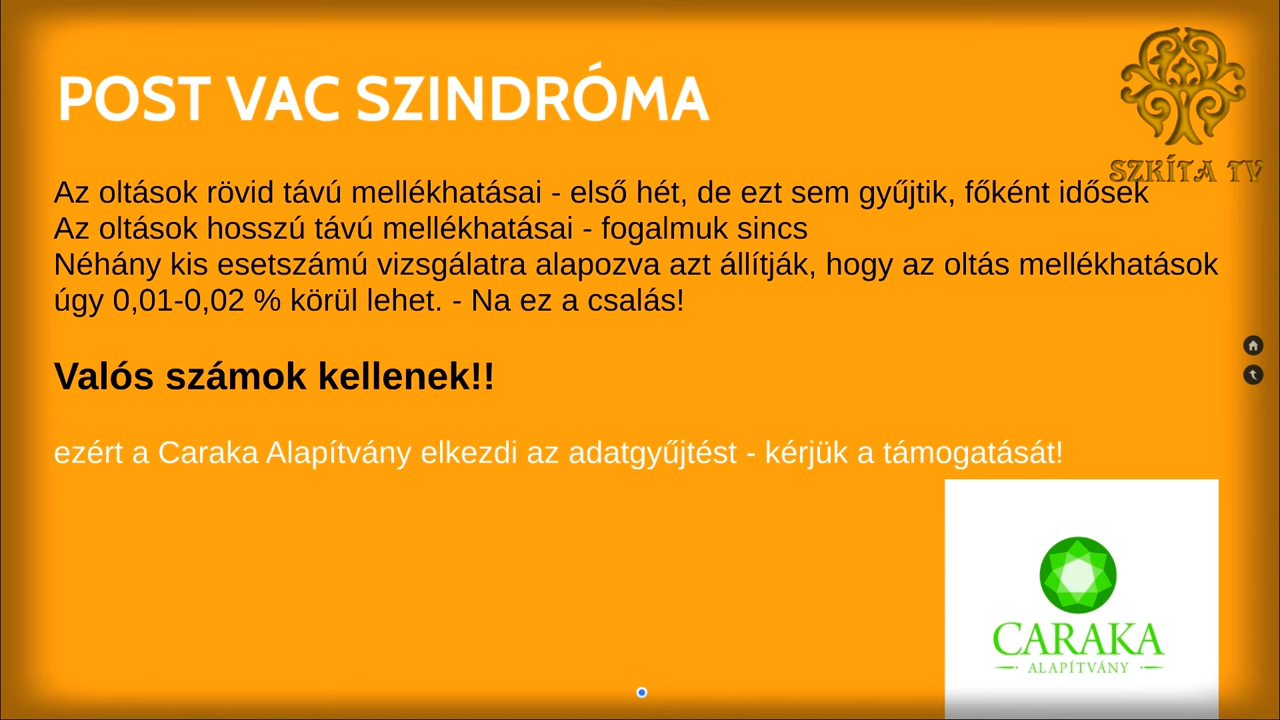 POST VAC SZINDRÓMA
SZKÍTA TV
Az oltások rövid távú mellékhatásai - első hét, de ezt sem gyűjtik, főként idősek
Az oltások hosszú távú mellékhatásai - fogalmuk sincs
Néhány kis esetszámú vizsgálatra alapozva azt állítják, hogy az oltás mellékhatások
úgy 0,01-0,02 % körül lehet. - Na ez a csalás!
Valós számok kellenek!!
ezért a Caraka Alapítvány elkezdi az adatgyűjtést - kérjük a támogatását!
CARAKA
ALAPÍTVÁNY